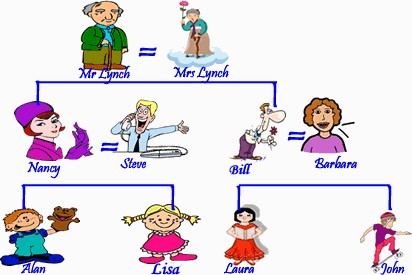 Mr Lynch = Mrs Lynch
Nancy = Steve Bill = Barbara
Alan Lisa Laura John